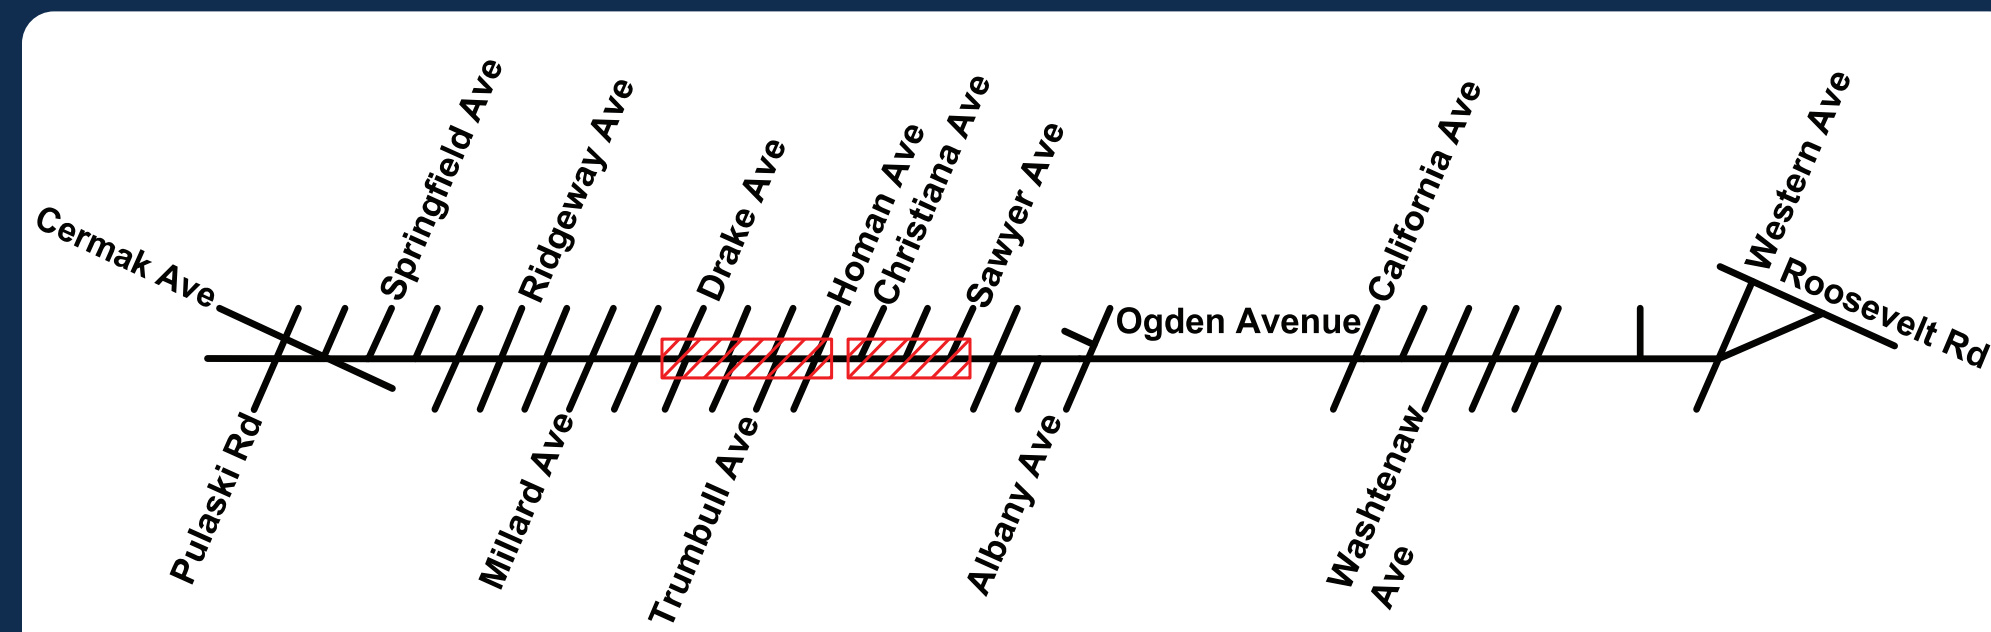 Cermak Ave
Springfield Ave
Ridgeway Ave
Drake Ave
Homan Ave
Christiana Ave
Sawyer Ave
Ogden Avenue
California Ave
Western Ave
Roosevelt Rd
Pulaski Rd
Millard Ave
Trumbull Ave
Albany Ave
Washtenaw
Ave